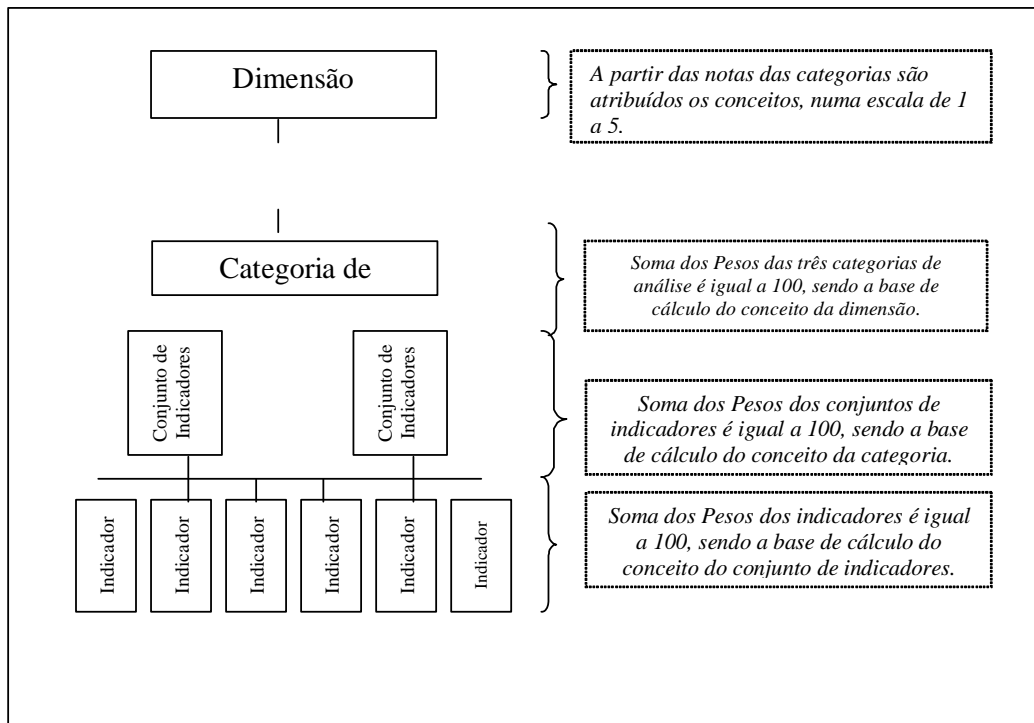 Dimensão
A partir das notas das categorias são
atribuídos os conceitos, numa escala de 1
a 5.
Categoria de
Soma dos Pesos das três categorias de
análise é igual a 100, sendo a base de
cálculo do conceito da dimensão.
Conjunto de
Indicadores
Conjunto de
Indicadores
Soma dos Pesos dos conjuntos de
indicadores é igual a 100, sendo a base
de cálculo do conceito da categoria.
Indicador
Indicador
Indicador
Indicador
Indicador
Indicador
Soma dos Pesos dos indicadores é igual
a 100, sendo a base de cálculo do
conceito do conjunto de indicadores.